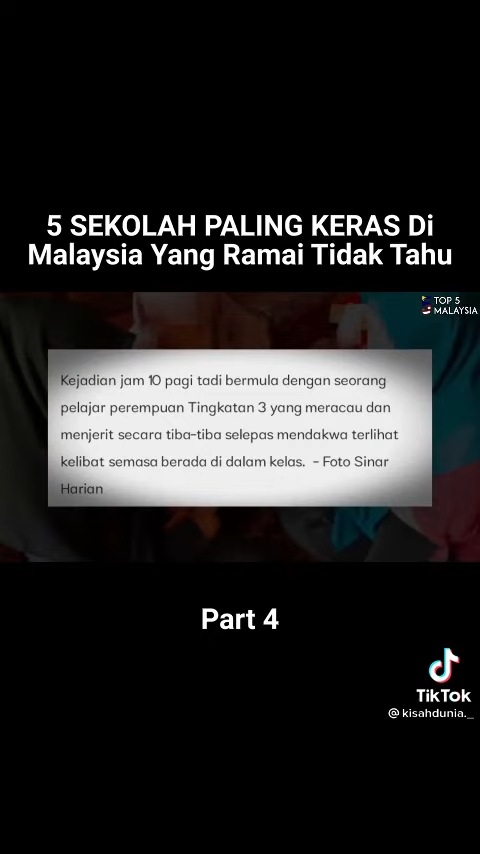 5 SEKOLAH PALING KERAS Di
Malaysia Yang Ramai Tidak Tahu
TOP 5
MALAYSIA
Kejadian jam 10 pagi tadi bermula dengan seorang
pelajar perempuan Tingkatan 3 yang meracau dan
menjerit secara tiba-tiba selepas mendakwa terlihat
kelibat semasa berada di dalam kelas. - Foto Sinar
Harian
Part 4
TikTok
@kisahdunia._